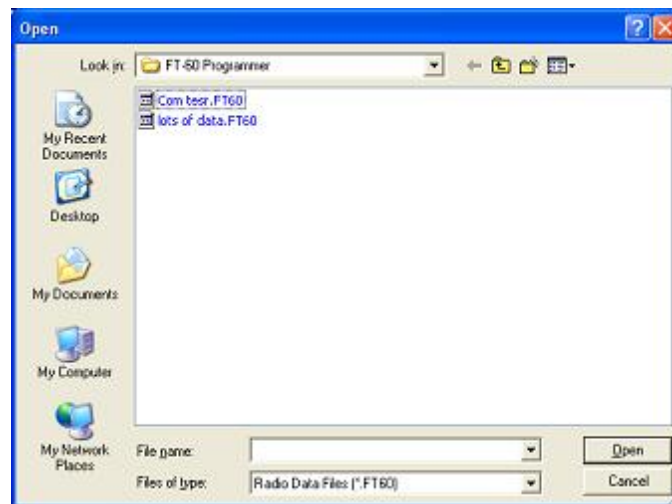 Open
Look in:
FT-60 Programmer
Com tesr.FT60
lots of data.FT60
My Recent
Documents
Desktop
My Documents
My Computer
My Network
Places
File name:
Open
Files of type:
Radio Data Files (*.FT60)
Cancel